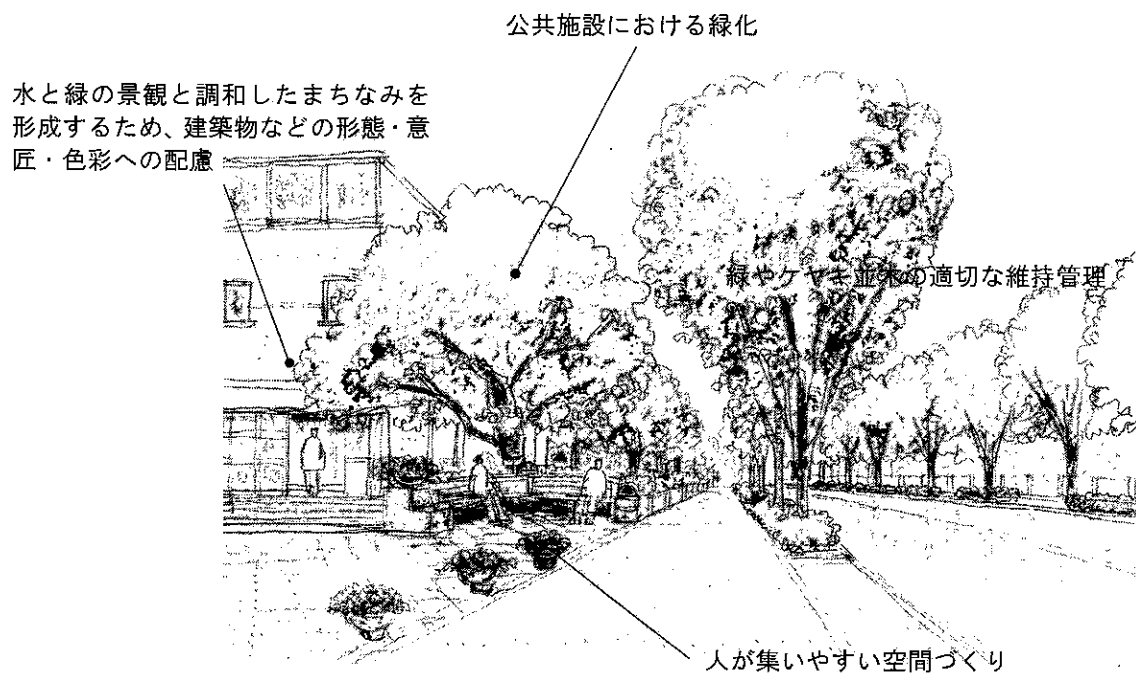 公共施設における緑化
水と緑の景観と調和したまちなみを
形成するため、建築物などの形態・意
匠・色彩への配慮
緑やケヤキ並木の適切な維持管理
人が集いやすい空間づくり